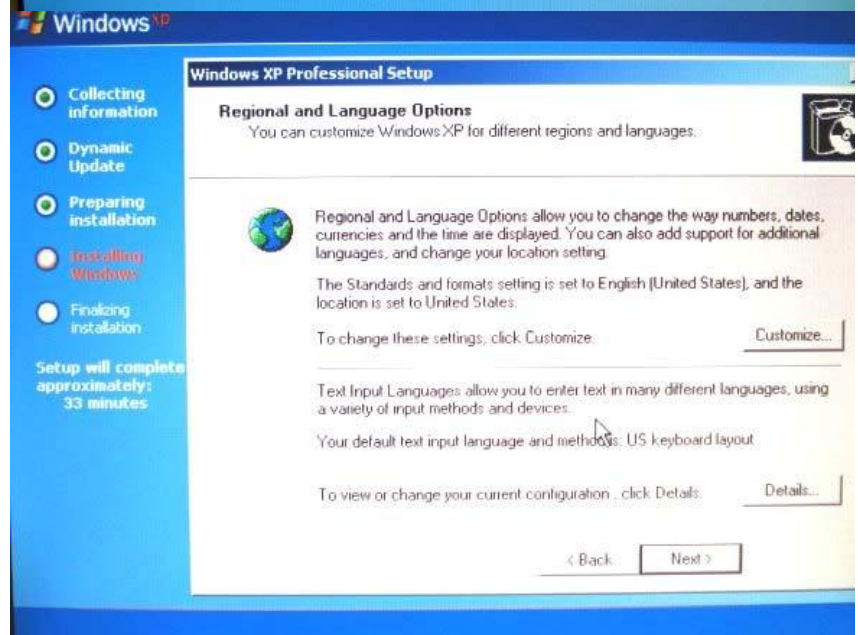 Windows xp
Windows XP Professional Setup
Collecting
information
Dynamic
Update
Preparing
installation
Installing
Windows
Finalizing
installation
Setup will complete
approximately:
33 minutes
Regional and Language Options
You can customize Windows XP for different regions and languages.
Regional and Language Options allow you to change the way numbers, dates,
currencies and the time are displayed. You can also add support for additional
languages, and change your location setting.
The Standards and formats setting is set to English (United States), and the
location is set to United States.
To change these settings, click Customize.
Customize...
Text Input Languages allow you to enter text in many different languages, using
a variety of input methods and devices.
Your default text input language and method is: US keyboard layout
To view or change your current configuration , click Details.
Details...
< Back
Next >